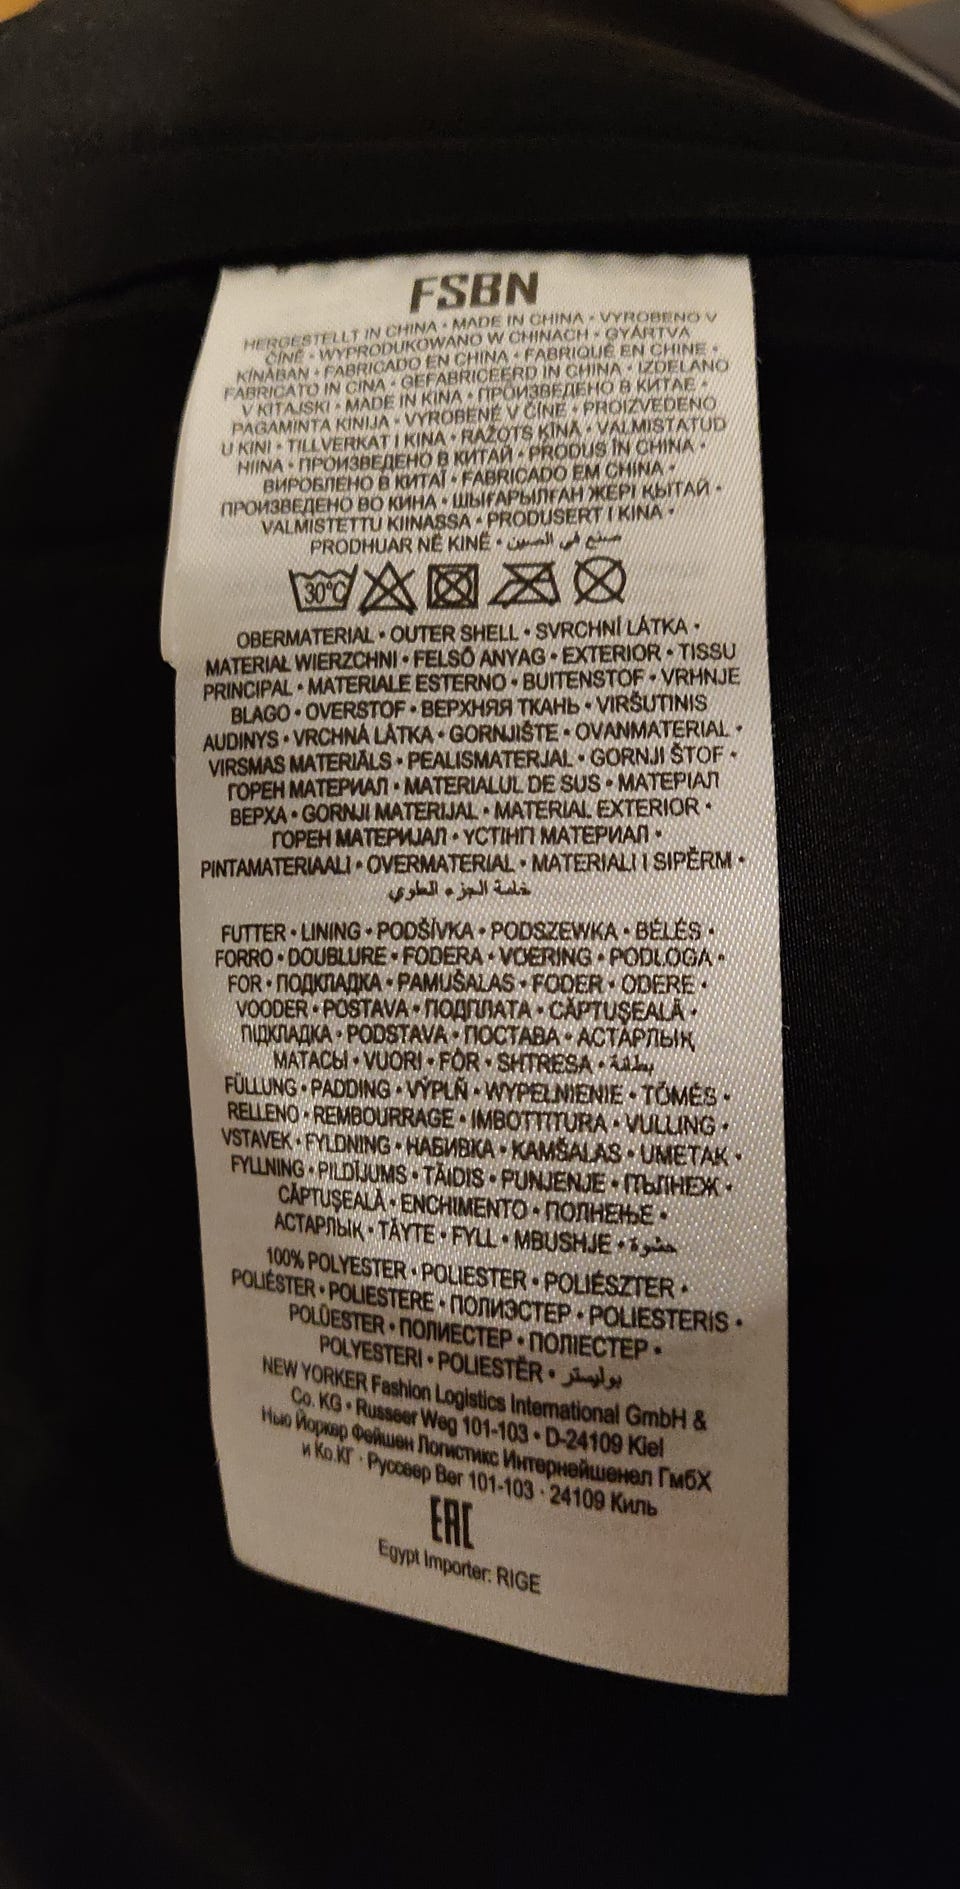 FSBN
HERGESTELLT IN CHINA • MADE IN CHINA • VYROBENO V
ČÍNĚ • WYPRODUKOWANO W CHINACH • GYÁRTVA
KÍNÁBAN • FABRICADO EN CHINA • FABRIQUÉ EN CHINE •
FABRICATO IN CINA • GEFABRICEERD IN CHINA • IZDELANO
V KITAJSKI • MADE IN KINA • ПРОИЗВЕДЕНО В КИТАЕ •
PAGAMINTA KINIJA • VYROBENÉ V ČÍNE • PROIZVEDENO
U KINI • TILLVERKAT I KINA • RAŽOTS ĶĪNA • VALMISTATUD
HIINA • ПРОИЗВЕДЕНО В КИТАЙ • PRODUS ÎN CHINA •
ВИРОБЛЕНО В КИТАЇ • FABRICADO EM CHINA •
ПРОИЗВЕДЕНО ВО КИНА • ШЫҒАРЫЛҒАН ЖЕРІ ҚЫТАЙ •
VALMISTETTU KIINASSA • PRODUSERT I KINA •
PRODHUAR NË KINË • صنع في الصين
30°C
OBERMATERIAL • OUTER SHELL • SVRCHNÍ LÁTKA •
MATERIAŁ WIERZCHNI • FELSŐ ANYAG • EXTERIOR • TISSU
PRINCIPAL • MATERIALE ESTERNO • BUITENSTOF • VRHNJE
BLAGO • OVERSTOF • ВЕРХНЯЯ ТКАНЬ • VIRŠUTINIS
AUDINYS • VRCHNÁ LÁTKA • GORNJIŠTE • OVANMATERIAL •
VIRSMAS MATERIĀLS • PEALISMATERJAL • GORNJI ŠTOF •
ГОРЕН МАТЕРИАЛ • MATERIALUL DE SUS • МАТЕРІАЛ
ВЕРХА • GORNJI MATERIJAL • MATERIAL EXTERIOR •
ГОРЕН МАТЕРИЈАЛ • ҮСТІҢГІ МАТЕРИАЛ •
PINTAMATERIAALI • OVERMATERIAL • MATERIALI I SIPËRM •
خامة الجزء العلوي
FUTTER • LINING • PODŠÍVKA • PODSZEWKA • BÉLÉS •
FORRO • DOUBLURE • FODERA • VOERING • PODLOGA •
FOR • ПОДКЛАДКА • PAMUŠALAS • FODER • ODERE •
VOODER • POSTAVA • ПОДПЛАТА • CĂPTUŞEALĂ •
ПІДКЛАДКА • PODSTAVA • ПОСТАВА • АСТАРЛЫҚ
МАТАСЫ • VUORI • FÔR • SHTRESA • بطانة
FÜLLUNG • PADDING • VÝPLŇ • WYPEŁNIENIE • TÖMÉS •
RELLENO • REMBOURRAGE • IMBOTTITURA • VULLING •
VSTAVEK • FYLDNING • НАБИВКА • KAMŠALAS • UMETAK •
FYLLNING • PILDĪJUMS • TÄIDIS • PUNJENJE • ПЪЛНЕЖ •
CĂPTUŞEALĂ • ENCHIMENTO • ПОЛНЕЊЕ •
АСТАРЛЫҚ • TÄYTE • FYLL • MBUSHJE • حشوة
100% POLYESTER • POLIESTER • POLIÉSZTER •
POLIÉSTER • POLIESTERE • ПОЛИЭСТЕР • POLIESTERIS •
POLÜESTER • ПОЛИЕСТЕР • ПОЛІЕСТЕР •
POLYESTERI • POLIESTËR • بوليستر
NEW YORKER Fashion Logistics International GmbH &
Co. KG • Russeer Weg 101-103 • D-24109 Kiel
Нью Йоркер Фейшен Логистикс Интернейшенел ГмбХ
и Ко.КГ · Руссеер Вег 101-103 · 24109 Киль
EAC
Egypt Importer: RIGE